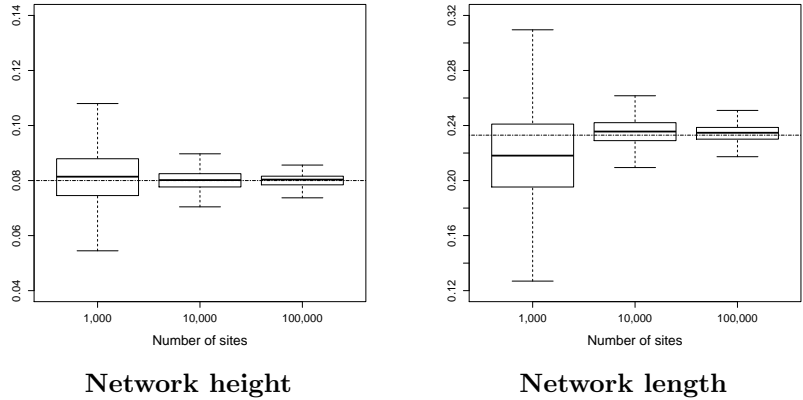 0.14
0.12
0.10
0.08
0.06
0.04
1,000 10,000 100,000
Number of sites
Network height
0.32
0.28
0.24
0.20
0.16
0.12
1,000 10,000 100,000
Number of sites
Network length